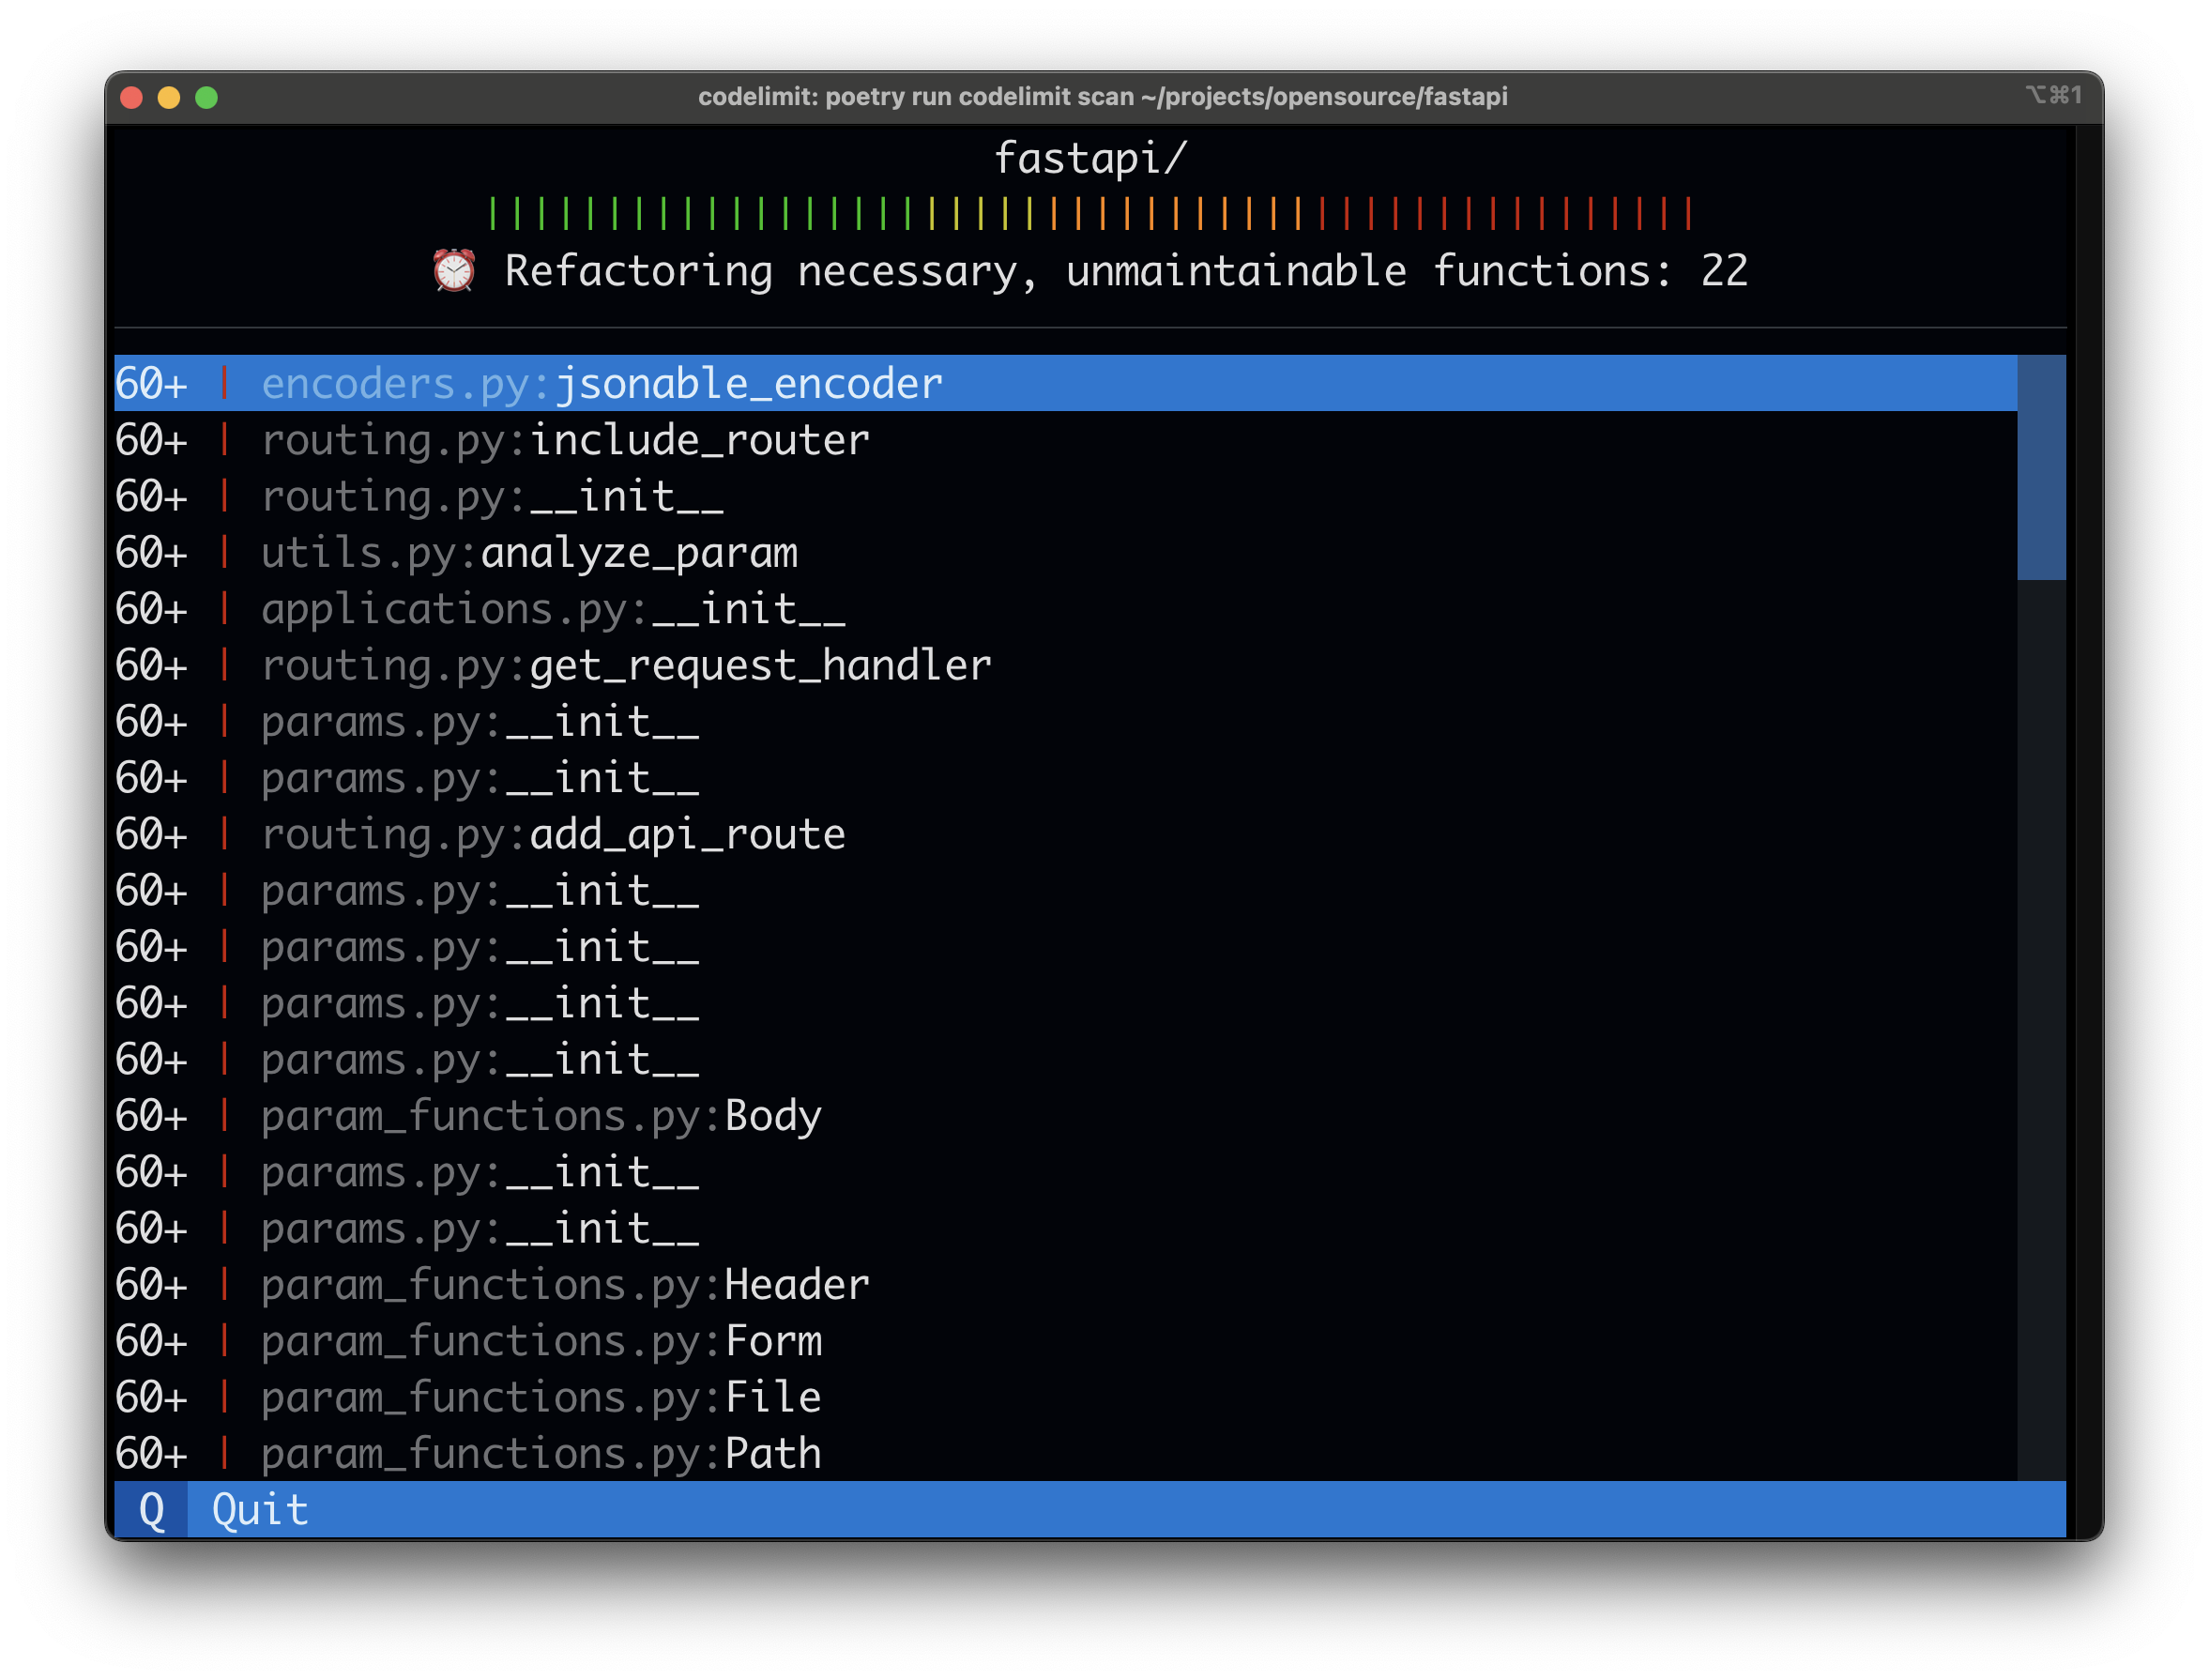 codelimit: poetry run codelimit scan ~/projects/opensource/fastapi ⌥⌘1
fastapi/
||||||||||||||||||||||||||||||||||||||||||||||||||
⏰ Refactoring necessary, unmaintainable functions: 22
60+ | encoders.py:jsonable_encoder
60+ | routing.py:include_router
60+ | routing.py:__init__
60+ | utils.py:analyze_param
60+ | applications.py:__init__
60+ | routing.py:get_request_handler
60+ | params.py:__init__
60+ | params.py:__init__
60+ | routing.py:add_api_route
60+ | params.py:__init__
60+ | params.py:__init__
60+ | params.py:__init__
60+ | params.py:__init__
60+ | param_functions.py:Body
60+ | params.py:__init__
60+ | params.py:__init__
60+ | param_functions.py:Header
60+ | param_functions.py:Form
60+ | param_functions.py:File
60+ | param_functions.py:Path
Q Quit